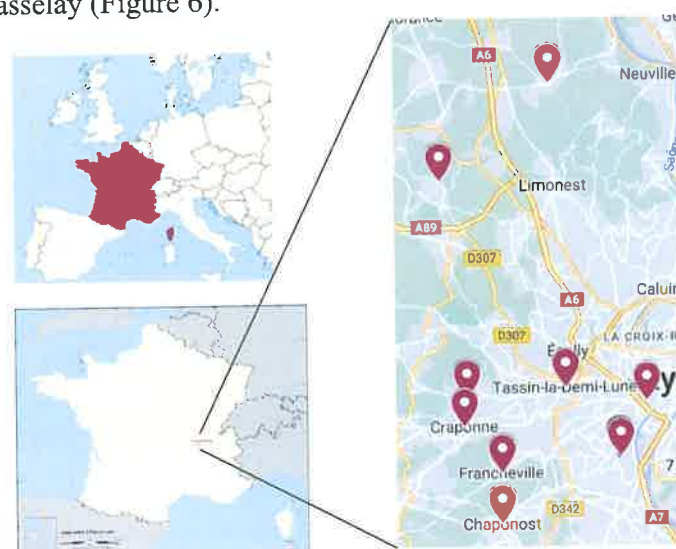 asselay (Figure 6).
A6
Neuville
Limonest
A89
D307
A6
Caluir
D307
LA CROIX-R
Écully
Tassin-la-Demi-Lune
y
Craponne
Francheville
7
Chaponost
D342
A7